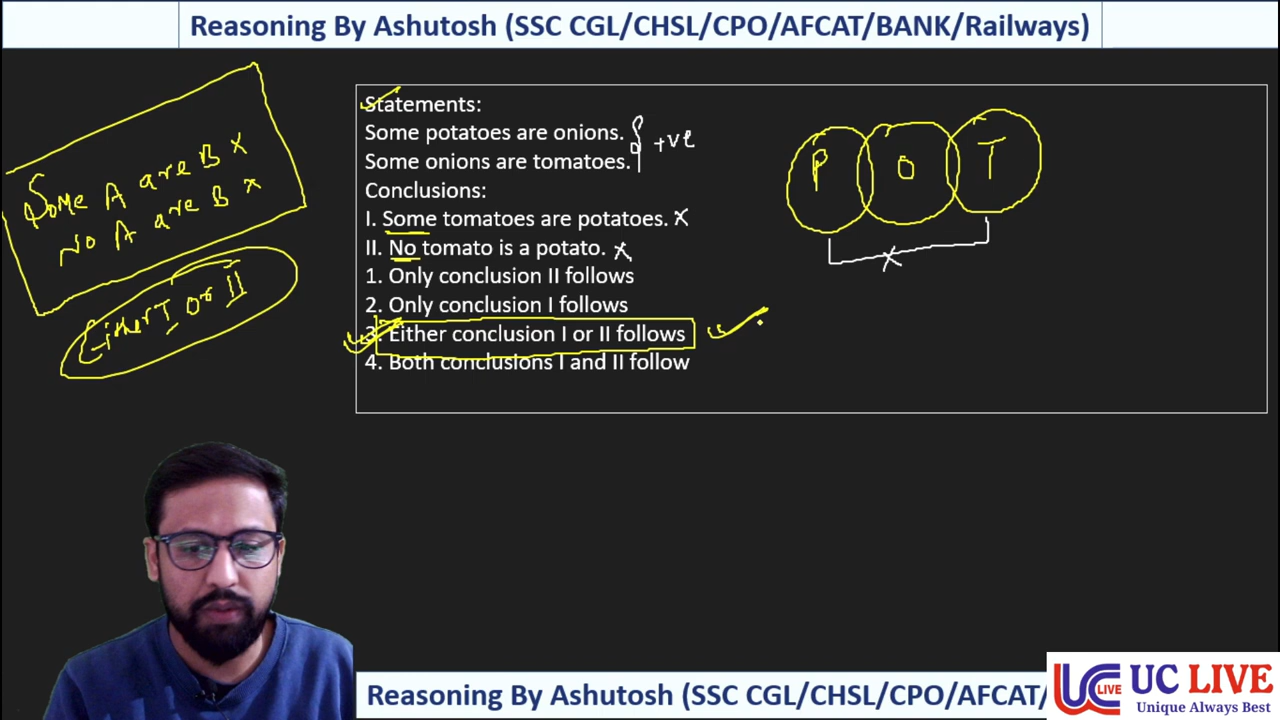 Reasoning By Ashutosh (SSC CGL/CHSL/CPO/AFCAT/BANK/Railways)
Some A are B ×
No A are B ×
Either I or II
Statements:
Some potatoes are onions.
Some onions are tomatoes.
+ve
Conclusions:
I. Some tomatoes are potatoes. ×
II. No tomato is a potato. ×
1. Only conclusion II follows
2. Only conclusion I follows
3. Either conclusion I or II follows
4. Both conclusions I and II follow
P O T
×
Reasoning By Ashutosh (SSC CGL/CHSL/CPO/AFCAT/
UC LIVE
LIVE
Unique Always Best